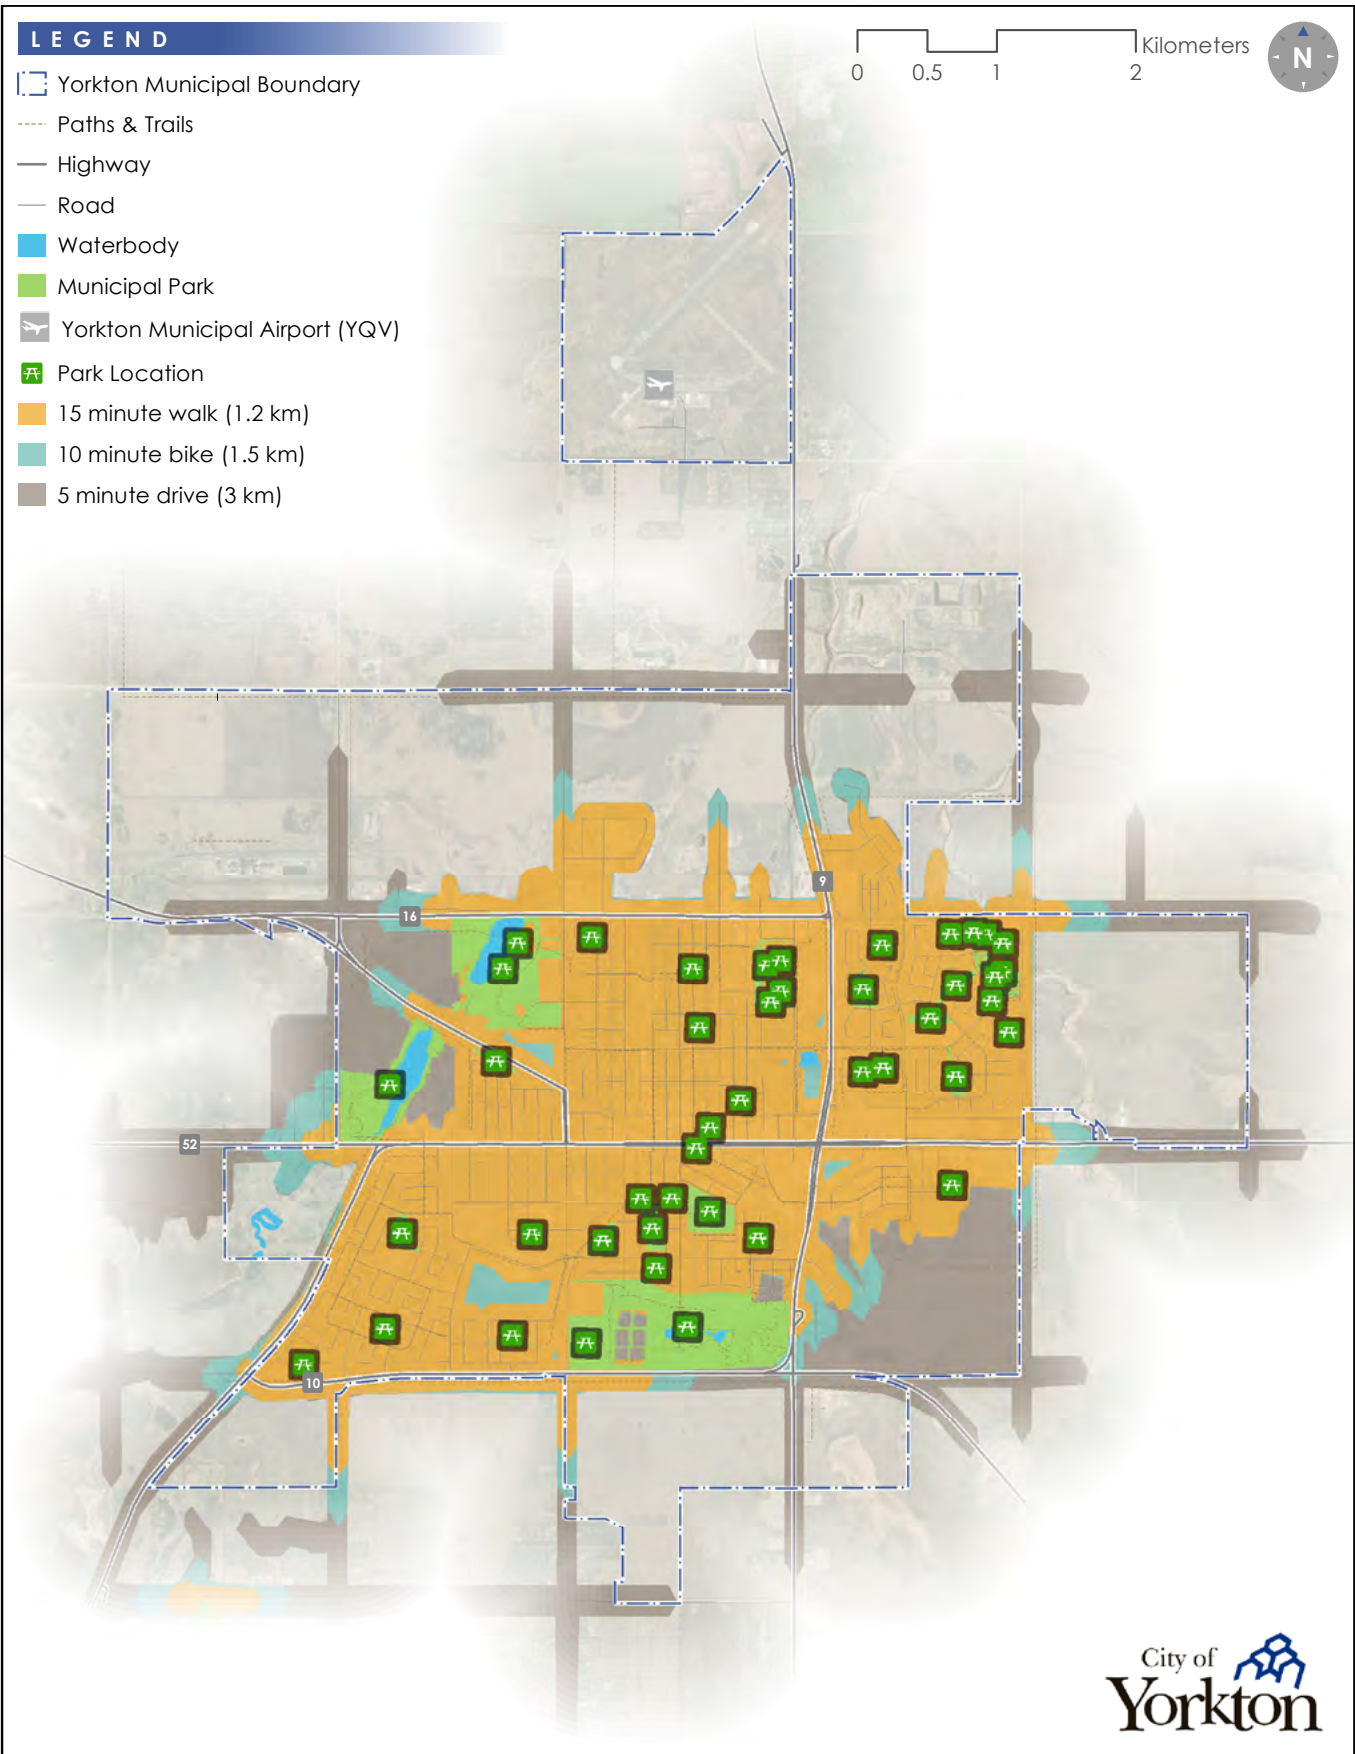 LEGEND
Yorkton Municipal Boundary
Paths & Trails
Highway
Road
Waterbody
Municipal Park
Yorkton Municipal Airport (YQV)
Park Location
15 minute walk (1.2 km)
10 minute bike (1.5 km)
5 minute drive (3 km)
Kilometers
0 0.5 1 2
N
9
16
52
10
City of
Yorkton